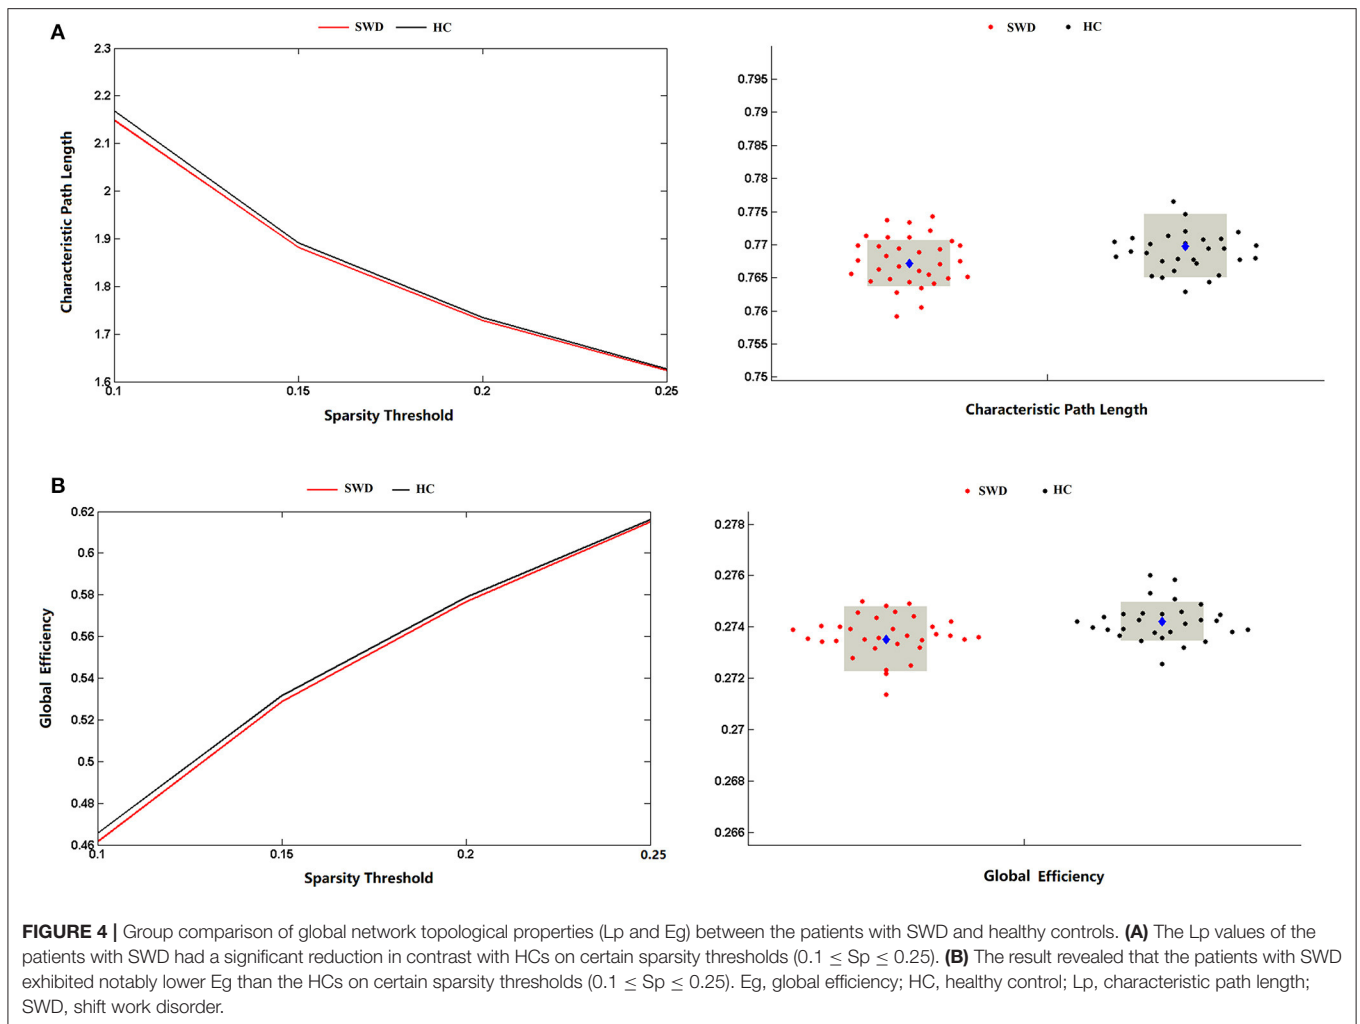 A
SWD HC
2.3
2.2
2.1
2
1.9
1.8
1.7
1.6
0.1 0.15 0.2 0.25
Characteristic Path Length
Sparsity Threshold
SWD HC
0.795
0.79
0.785
0.78
0.775
0.77
0.765
0.76
0.755
0.75
Characteristic Path Length
B
SWD HC
0.62
0.6
0.58
0.56
0.54
0.52
0.5
0.48
0.46
0.1 0.15 0.2 0.25
Global Efficiency
Sparsity Threshold
SWD HC
0.278
0.276
0.274
0.272
0.27
0.268
0.266
Global Efficiency
FIGURE 4 | Group comparison of global network topological properties (Lp and Eg) between the patients with SWD and healthy controls. (A) The Lp values of the
patients with SWD had a significant reduction in contrast with HCs on certain sparsity thresholds (0.1 ≤ Sp ≤ 0.25). (B) The result revealed that the patients with SWD
exhibited notably lower Eg than the HCs on certain sparsity thresholds (0.1 ≤ Sp ≤ 0.25). Eg, global efficiency; HC, healthy control; Lp, characteristic path length;
SWD, shift work disorder.